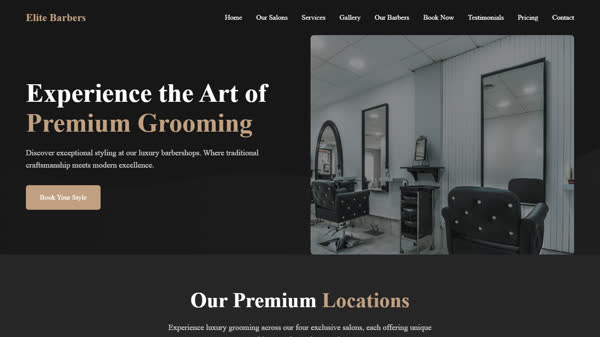 Elite Barbers
Home Our Salons Services Gallery Our Barbers Book Now Testimonials Pricing Contact
Experience the Art of
Premium Grooming
Discover exceptional styling at our luxury barbershops. Where traditional
craftsmanship meets modern excellence.
Book Your Style
Our Premium Locations
Experience luxury grooming across our four exclusive salons, each offering unique